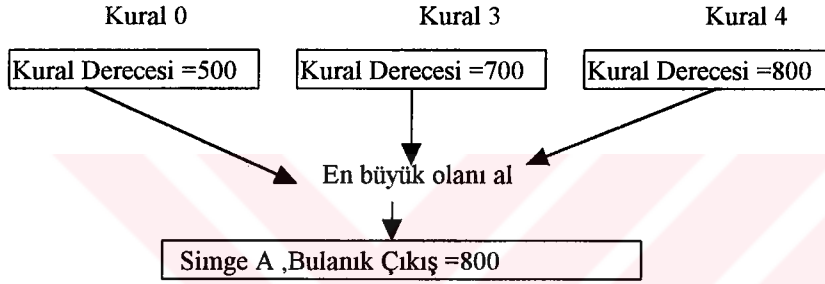 Kural 0 Kural 3 Kural 4
Kural Derecesi =500 Kural Derecesi =700 Kural Derecesi =800
En büyük olanı al
Simge A ,Bulanık Çıkış =800